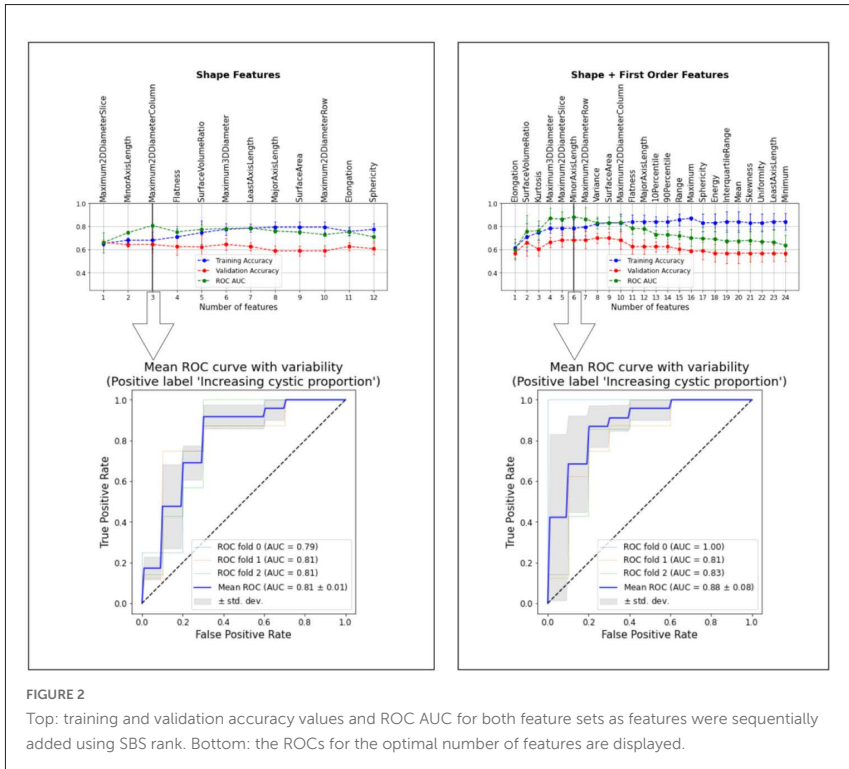 Shape Features
Maximum2DDiameterSlice
MinorAxisLength
Maximum2DDiameterColumn
Flatness
SurfaceVolumeRatio
Maximum3DDiameter
LeastAxisLength
MajorAxisLength
SurfaceArea
Maximum2DDiameterRow
Elongation
Sphericity
1.0
0.8
0.6
0.4
Training Accuracy
Validation Accuracy
ROC AUC
1 2 3 4 5 6 7 8 9 10 11 12
Number of features
Mean ROC curve with variability
(Positive label 'Increasing cystic proportion')
True Positive Rate
1.0
0.8
0.6
0.4
0.2
0.0
ROC fold 0 (AUC = 0.79)
ROC fold 1 (AUC = 0.81)
ROC fold 2 (AUC = 0.81)
Mean ROC (AUC = 0.81 ± 0.01)
± std. dev.
0.0 0.2 0.4 0.6 0.8 1.0
False Positive Rate
Shape + First Order Features
Elongation
SurfaceVolumeRatio
Kurtosis
Maximum3DDiameter
Maximum2DDiameterSlice
MinorAxisLength
Maximum2DDiameterRow
Variance
SurfaceArea
Maximum2DDiameterColumn
Flatness
MajorAxisLength
10Percentile
90Percentile
Range
Maximum
Sphericity
Energy
InterquartileRange
Mean
Skewness
Uniformity
LeastAxisLength
Minimum
1.0
0.8
0.6
0.4
Training Accuracy
Validation Accuracy
ROC AUC
1 2 3 4 5 6 7 8 9 10 11 12 13 14 15 16 17 18 19 20 21 22 23 24
Number of features
Mean ROC curve with variability
(Positive label 'Increasing cystic proportion')
True Positive Rate
1.0
0.8
0.6
0.4
0.2
0.0
ROC fold 0 (AUC = 1.00)
ROC fold 1 (AUC = 0.81)
ROC fold 2 (AUC = 0.83)
Mean ROC (AUC = 0.88 ± 0.08)
± std. dev.
0.0 0.2 0.4 0.6 0.8 1.0
False Positive Rate
FIGURE 2
Top: training and validation accuracy values and ROC AUC for both feature sets as features were sequentially
added using SBS rank. Bottom: the ROCs for the optimal number of features are displayed.